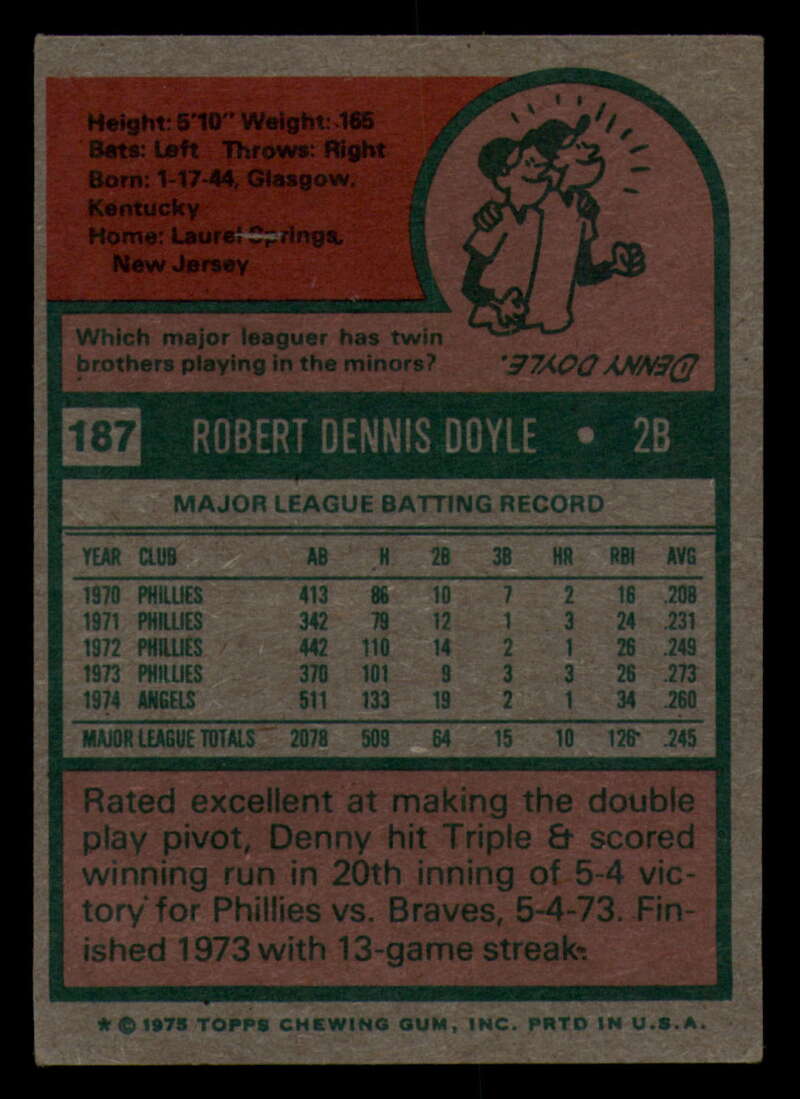 Height: 5'10" Weight: 165
Bats: Left Throws: Right
Born: 1-17-44, Glasgow,
Kentucky
Home: Laurel Springs,
New Jersey
Which major leaguer has twin
brothers playing in the minors?
DENNY DOYLE.
187 ROBERT DENNIS DOYLE • 2B
MAJOR LEAGUE BATTING RECORD
YEAR CLUB AB H 2B 3B HR RBI AVG
1970 PHILLIES 413 86 10 7 2 16 .208
1971 PHILLIES 342 79 12 1 3 24 .231
1972 PHILLIES 442 110 14 2 1 26 .249
1973 PHILLIES 370 101 9 3 3 26 .273
1974 ANGELS 511 133 19 2 1 34 .260
MAJOR LEAGUE TOTALS 2078 509 64 15 10 126 .245
Rated excellent at making the double
play pivot, Denny hit Triple & scored
winning run in 20th inning of 5-4 vic-
tory for Phillies vs. Braves, 5-4-73. Fin-
ished 1973 with 13-game streak.
* © 1975 TOPPS CHEWING GUM, INC. PRTD IN U.S.A.